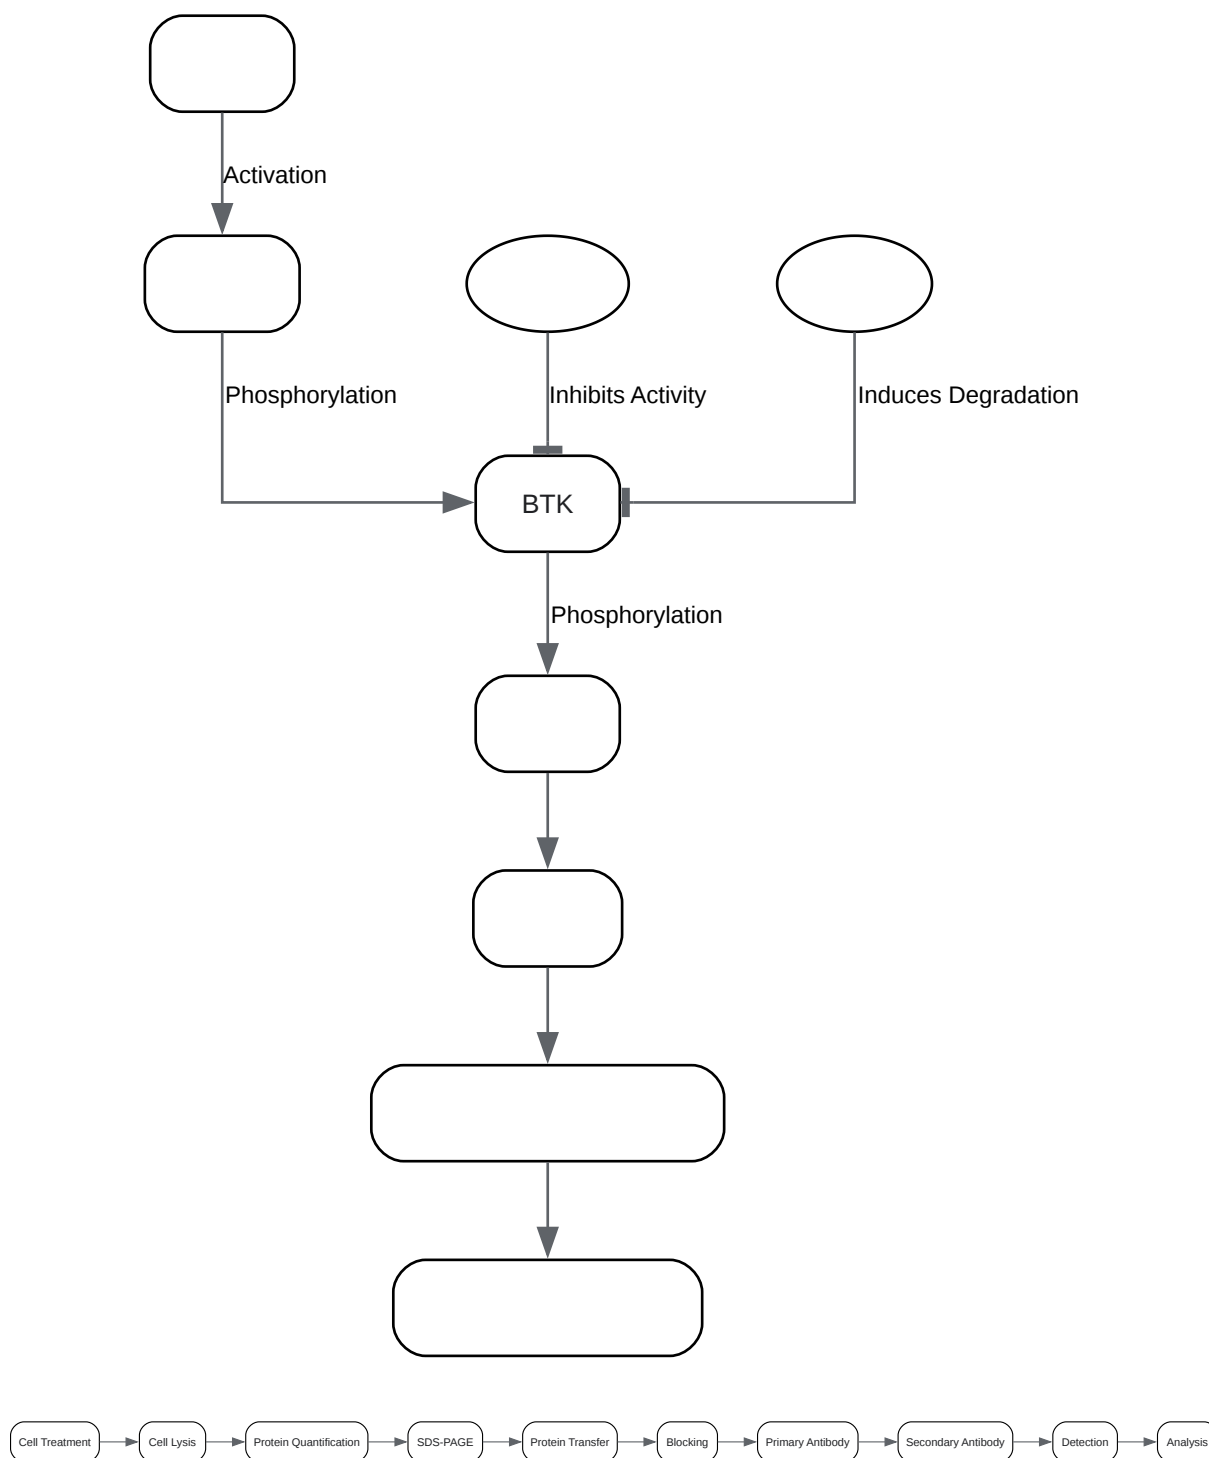 Activation
Phosphorylation
Inhibits Activity
Induces Degradation
BTK
Phosphorylation
Cell Treatment
Cell Lysis
Protein Quantification
SDS-PAGE
Protein Transfer
Blocking
Primary Antibody
Secondary Antibody
Detection
Analysis